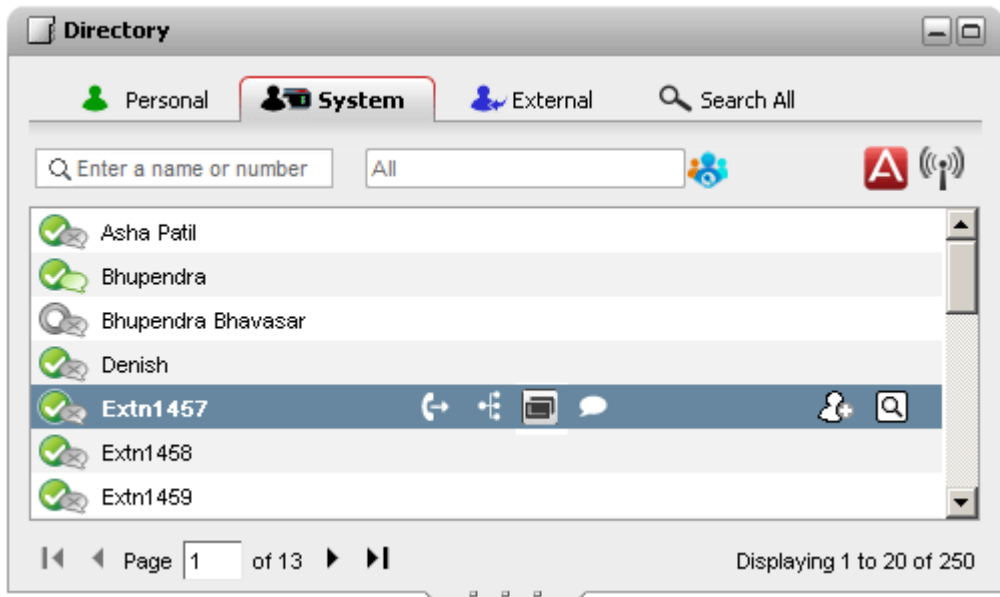 Directory
Personal System External Search All
Enter a name or number All A
Asha Patil
Bhupendra
Bhupendra Bhavasar
Denish
Extn1457
Extn1458
Extn1459
Page 1 of 13 Displaying 1 to 20 of 250